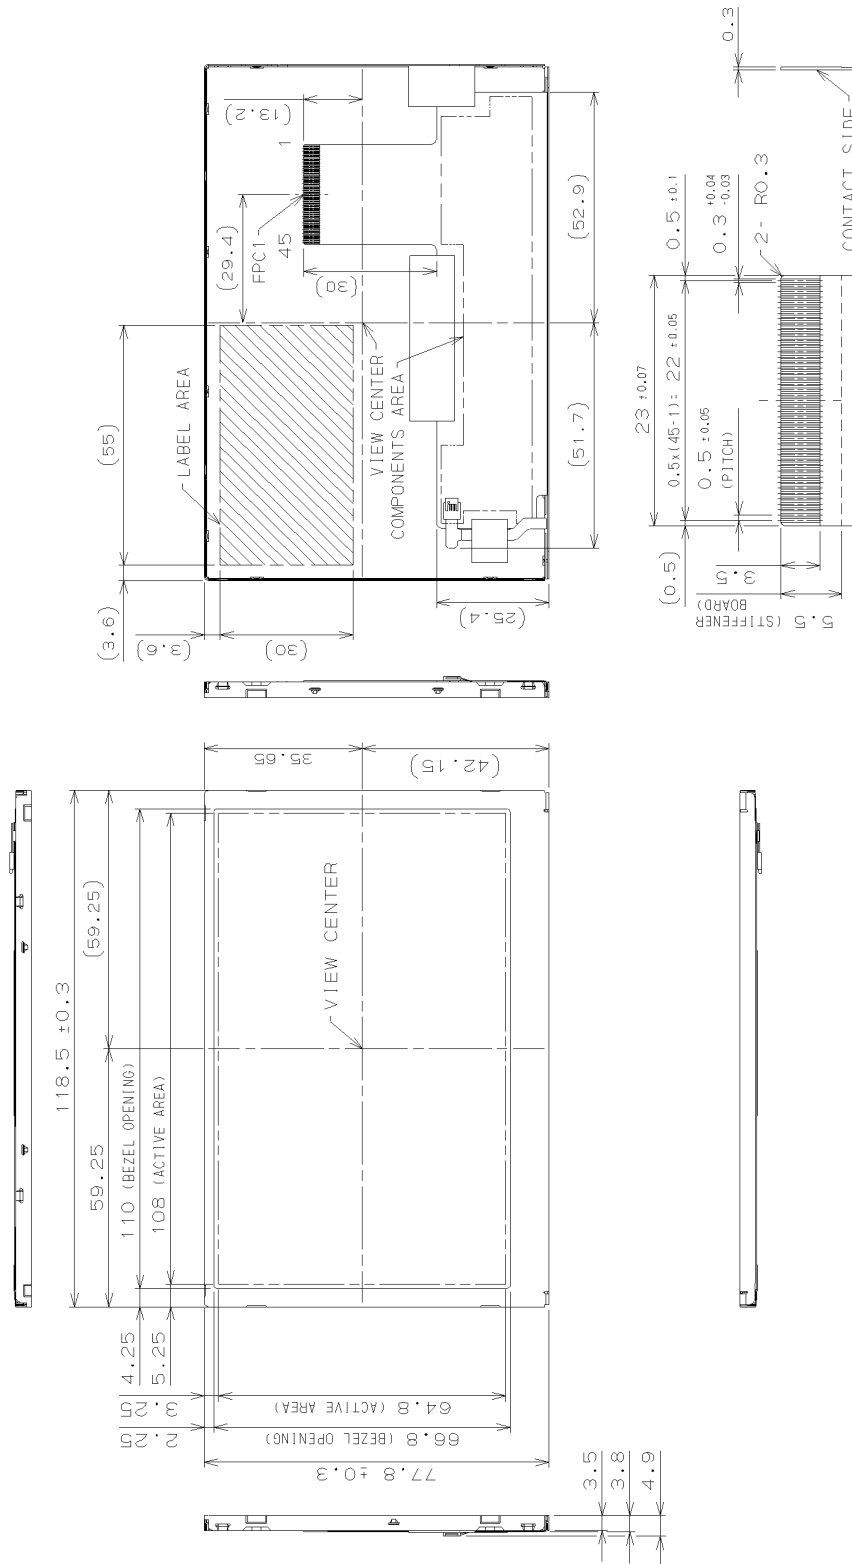 0.3
(13.2)
1
FPC1
45
(29.4)
(30)
(52.9)
LABEL AREA
VIEW CENTER
COMPONENTS AREA
(55)
(51.7)
(3.6)
(3.6)
(30)
(25.4)
0.5 ±0.1
0.3 +0.04 -0.03
2- R0.3
CONTACT SIDE
23 ±0.07
0.5x(45-1)= 22 ±0.05
0.5 ±0.05
(PITCH)
(0.5)
3.5
5.5 (STIFFENER
BOARD)
35.65
(42.15)
(59.25)
118.5 ±0.3
59.25
110 (BEZEL OPENING)
108 (ACTIVE AREA)
VIEW CENTER
4.25
5.25
3.25
2.25
64.8 (ACTIVE AREA)
66.8 (BEZEL OPENING)
77.8 ±0.3
3.5
3.8
4.9